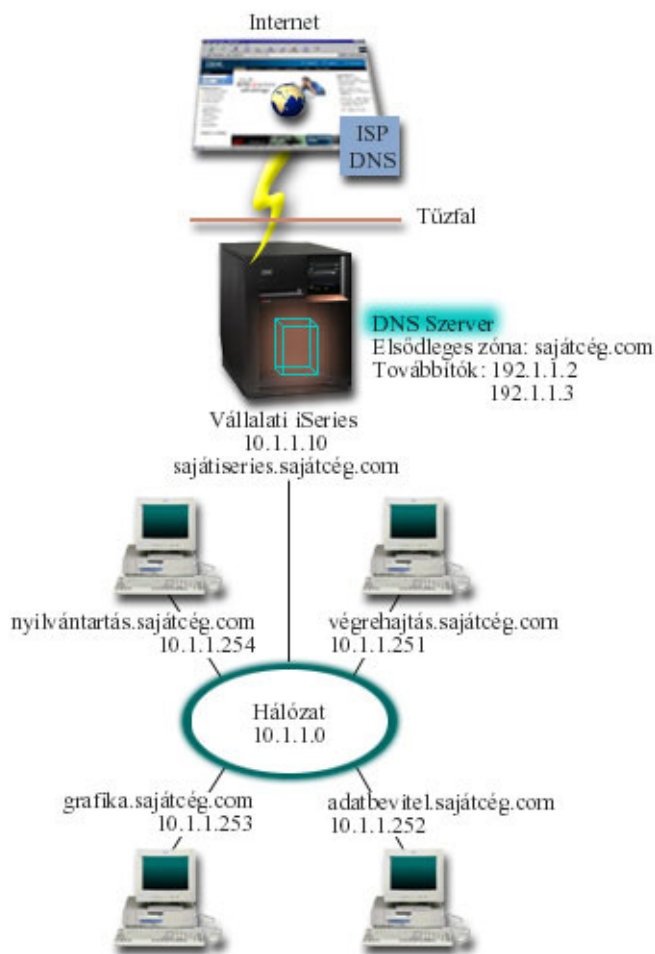 Internet
ISP
DNS
Tűzfal
DNS Szerver
Elsődleges zóna: sajátcég.com
Továbbítók: 192.1.1.2
192.1.1.3
Vállalati iSeries
10.1.1.10
sajátiseries.sajátcég.com
nyilvántartás.sajátcég.com
10.1.1.254
végrehajtás.sajátcég.com
10.1.1.251
Hálózat
10.1.1.0
grafika.sajátcég.com
10.1.1.253
adatbevitel.sajátcég.com
10.1.1.252